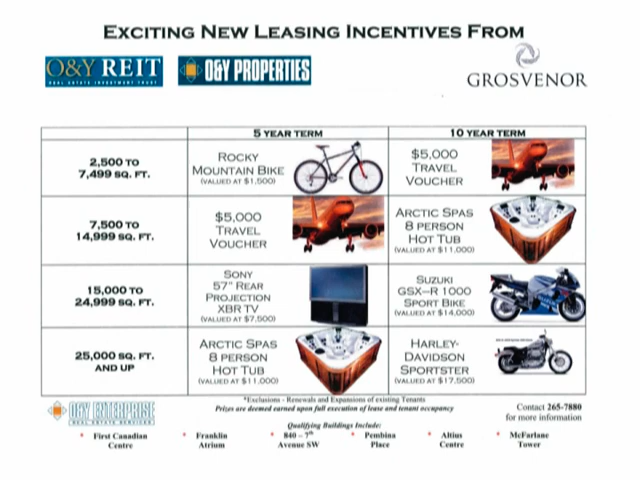 EXCITING NEW LEASING INCENTIVES FROM
O&Y REIT
REAL ESTATE INVESTMENT TRUST
O&Y PROPERTIES
GROSVENOR
5 YEAR TERM
10 YEAR TERM
2,500 TO
7,499 SQ. FT.
ROCKY
MOUNTAIN BIKE
(VALUED AT $1,500)
$5,000
TRAVEL
VOUCHER
7,500 TO
14,999 SQ. FT.
$5,000
TRAVEL
VOUCHER
ARCTIC SPAS
8 PERSON
HOT TUB
(VALUED AT $11,000)
15,000 TO
24,999 SQ. FT.
SONY
57" REAR
PROJECTION
XBR TV
(VALUED AT $7,500)
SUZUKI
GSX-R 1000
SPORT BIKE
(VALUED AT $14,000)
25,000 SQ. FT.
AND UP
ARCTIC SPAS
8 PERSON
HOT TUB
(VALUED AT $11,000)
HARLEY-
DAVIDSON
SPORTSTER
(VALUED AT $17,500)
*Exclusions - Renewals and Expansions of existing Tenants
Prizes are deemed earned upon full execution of lease and tenant occupancy
O&Y ENTERPRISE
REAL ESTATE SERVICES
Contact 265-7880
for more information
Qualifying Buildings Include:
* First Canadian
Centre
* Franklin
Atrium
* 840 – 7th
Avenue SW
* Pembina
Place
* Altius
Centre
* McFarlane
Tower